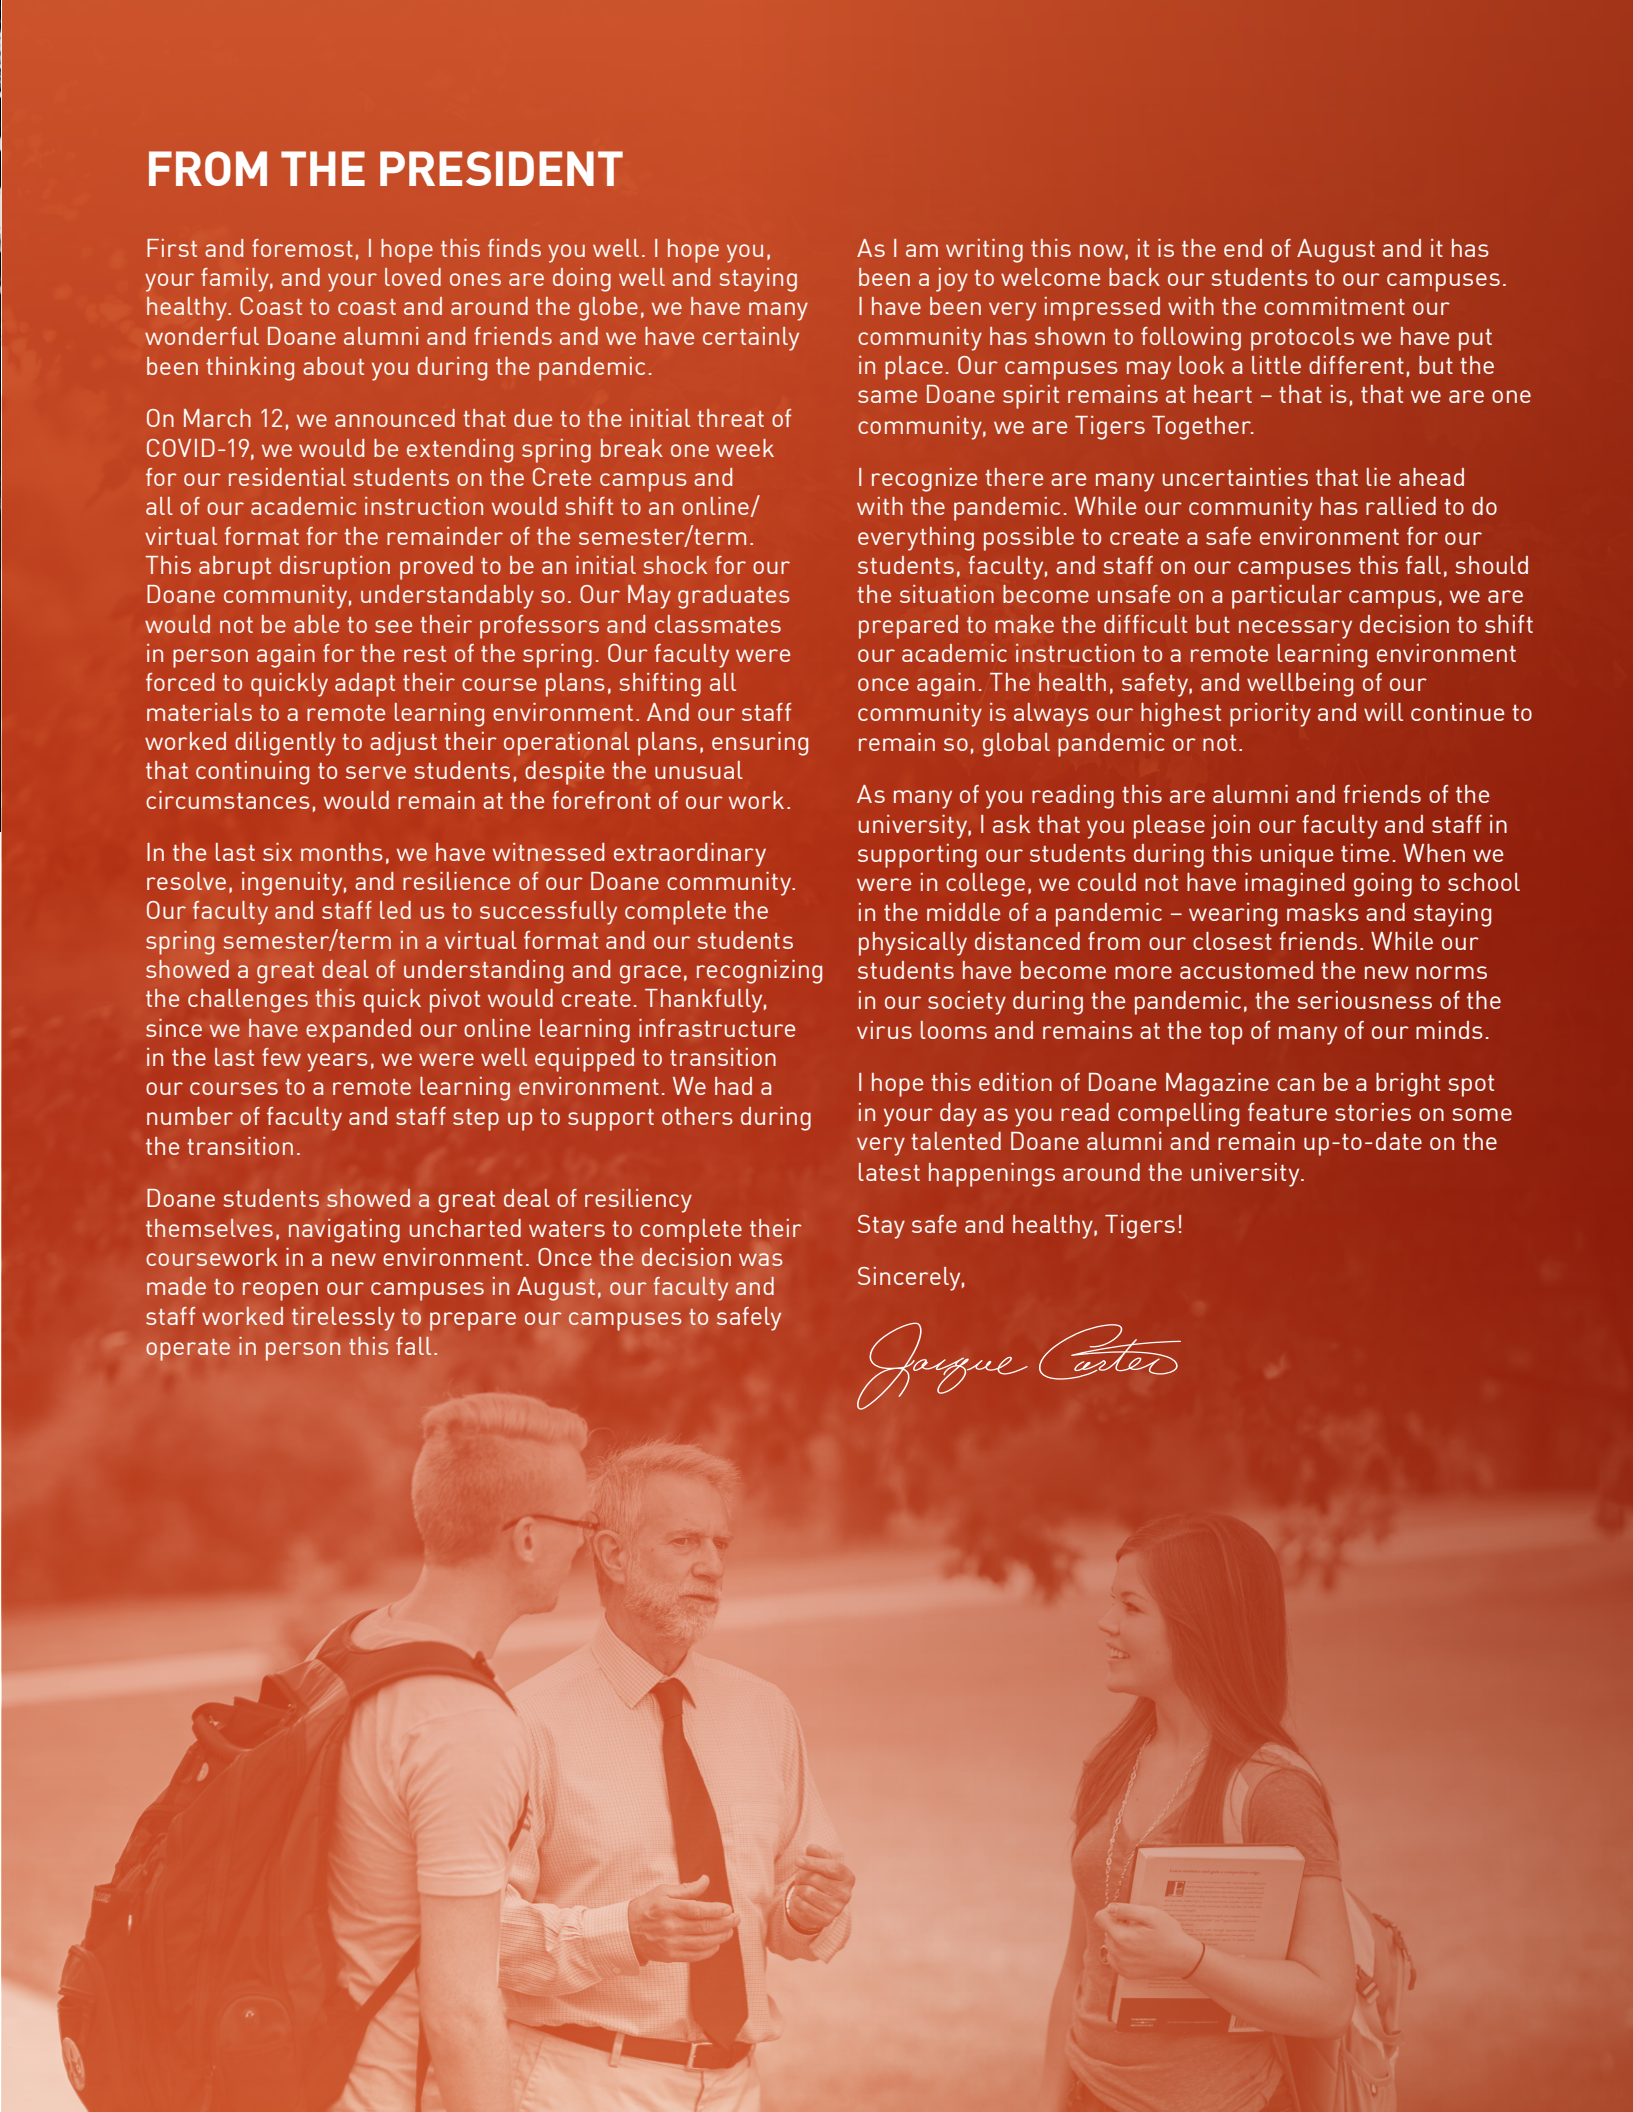 FROM THE PRESIDENT
First and foremost, I hope this finds you well. I hope you,
your family, and your loved ones are doing well and staying
healthy. Coast to coast and around the globe, we have many
wonderful Doane alumni and friends and we have certainly
been thinking about you during the pandemic.
On March 12, we announced that due to the initial threat of
COVID-19, we would be extending spring break one week
for our residential students on the Crete campus and
all of our academic instruction would shift to an online/
virtual format for the remainder of the semester/term.
This abrupt disruption proved to be an initial shock for our
Doane community, understandably so. Our May graduates
would not be able to see their professors and classmates
in person again for the rest of the spring. Our faculty were
forced to quickly adapt their course plans, shifting all
materials to a remote learning environment. And our staff
worked diligently to adjust their operational plans, ensuring
that continuing to serve students, despite the unusual
circumstances, would remain at the forefront of our work.
In the last six months, we have witnessed extraordinary
resolve, ingenuity, and resilience of our Doane community.
Our faculty and staff led us to successfully complete the
spring semester/term in a virtual format and our students
showed a great deal of understanding and grace, recognizing
the challenges this quick pivot would create. Thankfully,
since we have expanded our online learning infrastructure
in the last few years, we were well equipped to transition
our courses to a remote learning environment. We had a
number of faculty and staff step up to support others during
the transition.
Doane students showed a great deal of resiliency
themselves, navigating uncharted waters to complete their
coursework in a new environment. Once the decision was
made to reopen our campuses in August, our faculty and
staff worked tirelessly to prepare our campuses to safely
operate in person this fall.
As I am writing this now, it is the end of August and it has
been a joy to welcome back our students to our campuses.
I have been very impressed with the commitment our
community has shown to following protocols we have put
in place. Our campuses may look a little different, but the
same Doane spirit remains at heart – that is, that we are one
community, we are Tigers Together.
I recognize there are many uncertainties that lie ahead
with the pandemic. While our community has rallied to do
everything possible to create a safe environment for our
students, faculty, and staff on our campuses this fall, should
the situation become unsafe on a particular campus, we are
prepared to make the difficult but necessary decision to shift
our academic instruction to a remote learning environment
once again. The health, safety, and wellbeing of our
community is always our highest priority and will continue to
remain so, global pandemic or not.
As many of you reading this are alumni and friends of the
university, I ask that you please join our faculty and staff in
supporting our students during this unique time. When we
were in college, we could not have imagined going to school
in the middle of a pandemic – wearing masks and staying
physically distanced from our closest friends. While our
students have become more accustomed the new norms
in our society during the pandemic, the seriousness of the
virus looms and remains at the top of many of our minds.
I hope this edition of Doane Magazine can be a bright spot
in your day as you read compelling feature stories on some
very talented Doane alumni and remain up-to-date on the
latest happenings around the university.
Stay safe and healthy, Tigers!
Sincerely,
Jacque Carter